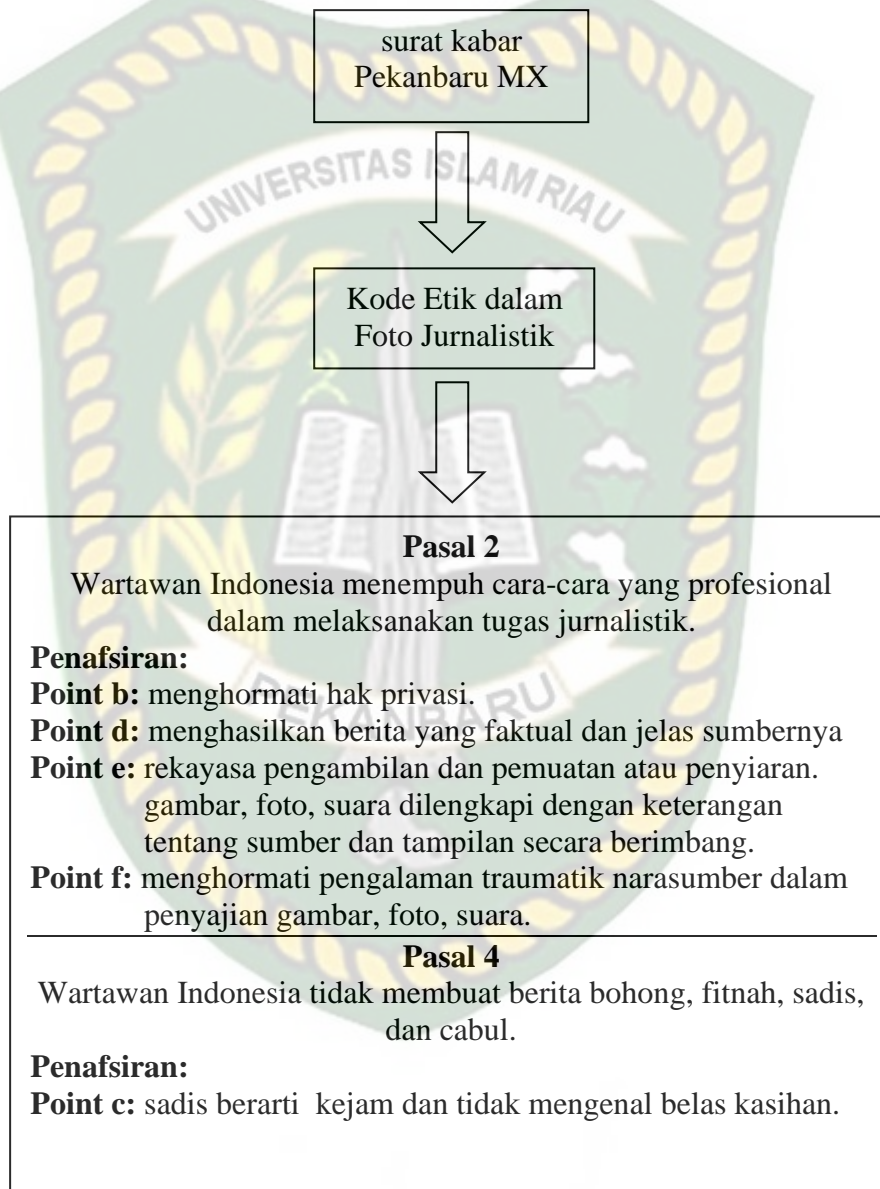 surat kabar
Pekanbaru MX
UNIVERSITAS ISLAM RIAU
Kode Etik dalam
Foto Jurnalistik
Pasal 2
Wartawan Indonesia menempuh cara-cara yang profesional
dalam melaksanakan tugas jurnalistik.
Penafsiran:
Point b: menghormati hak privasi.
PEKANBARU
Point d: menghasilkan berita yang faktual dan jelas sumbernya
Point e: rekayasa pengambilan dan pemuatan atau penyiaran.
gambar, foto, suara dilengkapi dengan keterangan
tentang sumber dan tampilan secara berimbang.
Point f: menghormati pengalaman traumatik narasumber dalam
penyajian gambar, foto, suara.
Pasal 4
Wartawan Indonesia tidak membuat berita bohong, fitnah, sadis,
dan cabul.
Penafsiran:
Point c: sadis berarti kejam dan tidak mengenal belas kasihan.